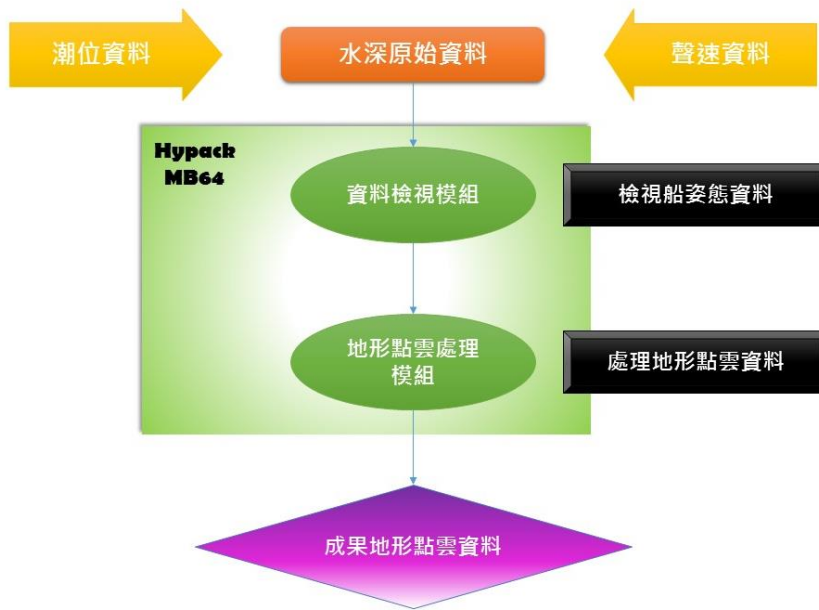 潮位資料
水深原始資料
聲速資料
Hypack
MB64
資料檢視模組
檢視船姿態資料
地形點雲處理
模組
處理地形點雲資料
成果地形點雲資料